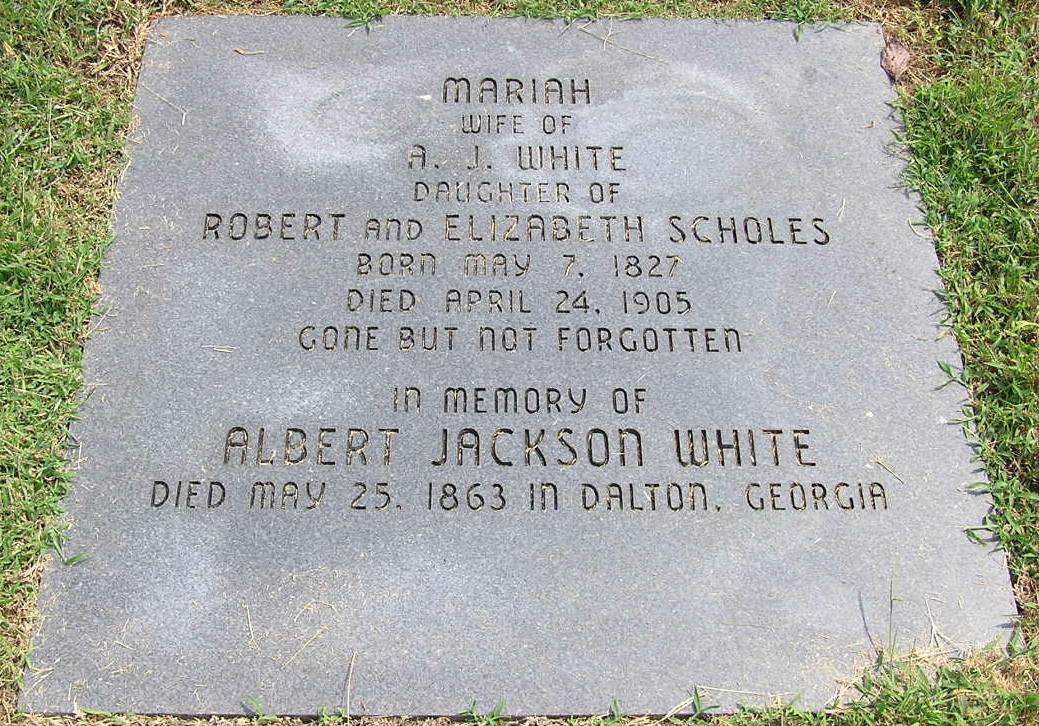 MARIAH
WIFE OF
A. J. WHITE
DAUGHTER OF
ROBERT AND ELIZABETH SCHOLES
BORN MAY 7, 1827
DIED APRIL 24, 1905
GONE BUT NOT FORGOTTEN
IN MEMORY OF
ALBERT JACKSON WHITE
DIED MAY 25, 1863 IN DALTON, GEORGIA